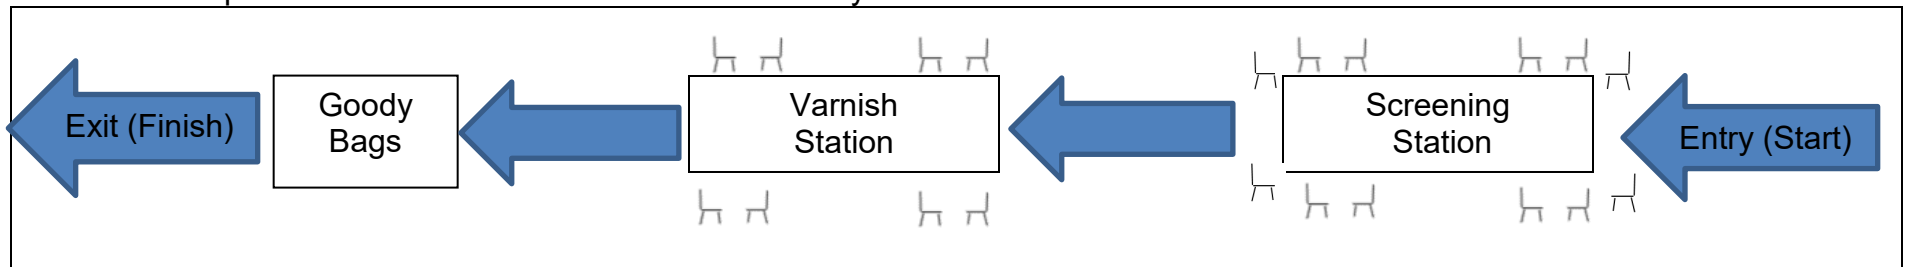 Exit (Finish)
Goody
Bags
Varnish
Station
Screening
Station
Entry (Start)